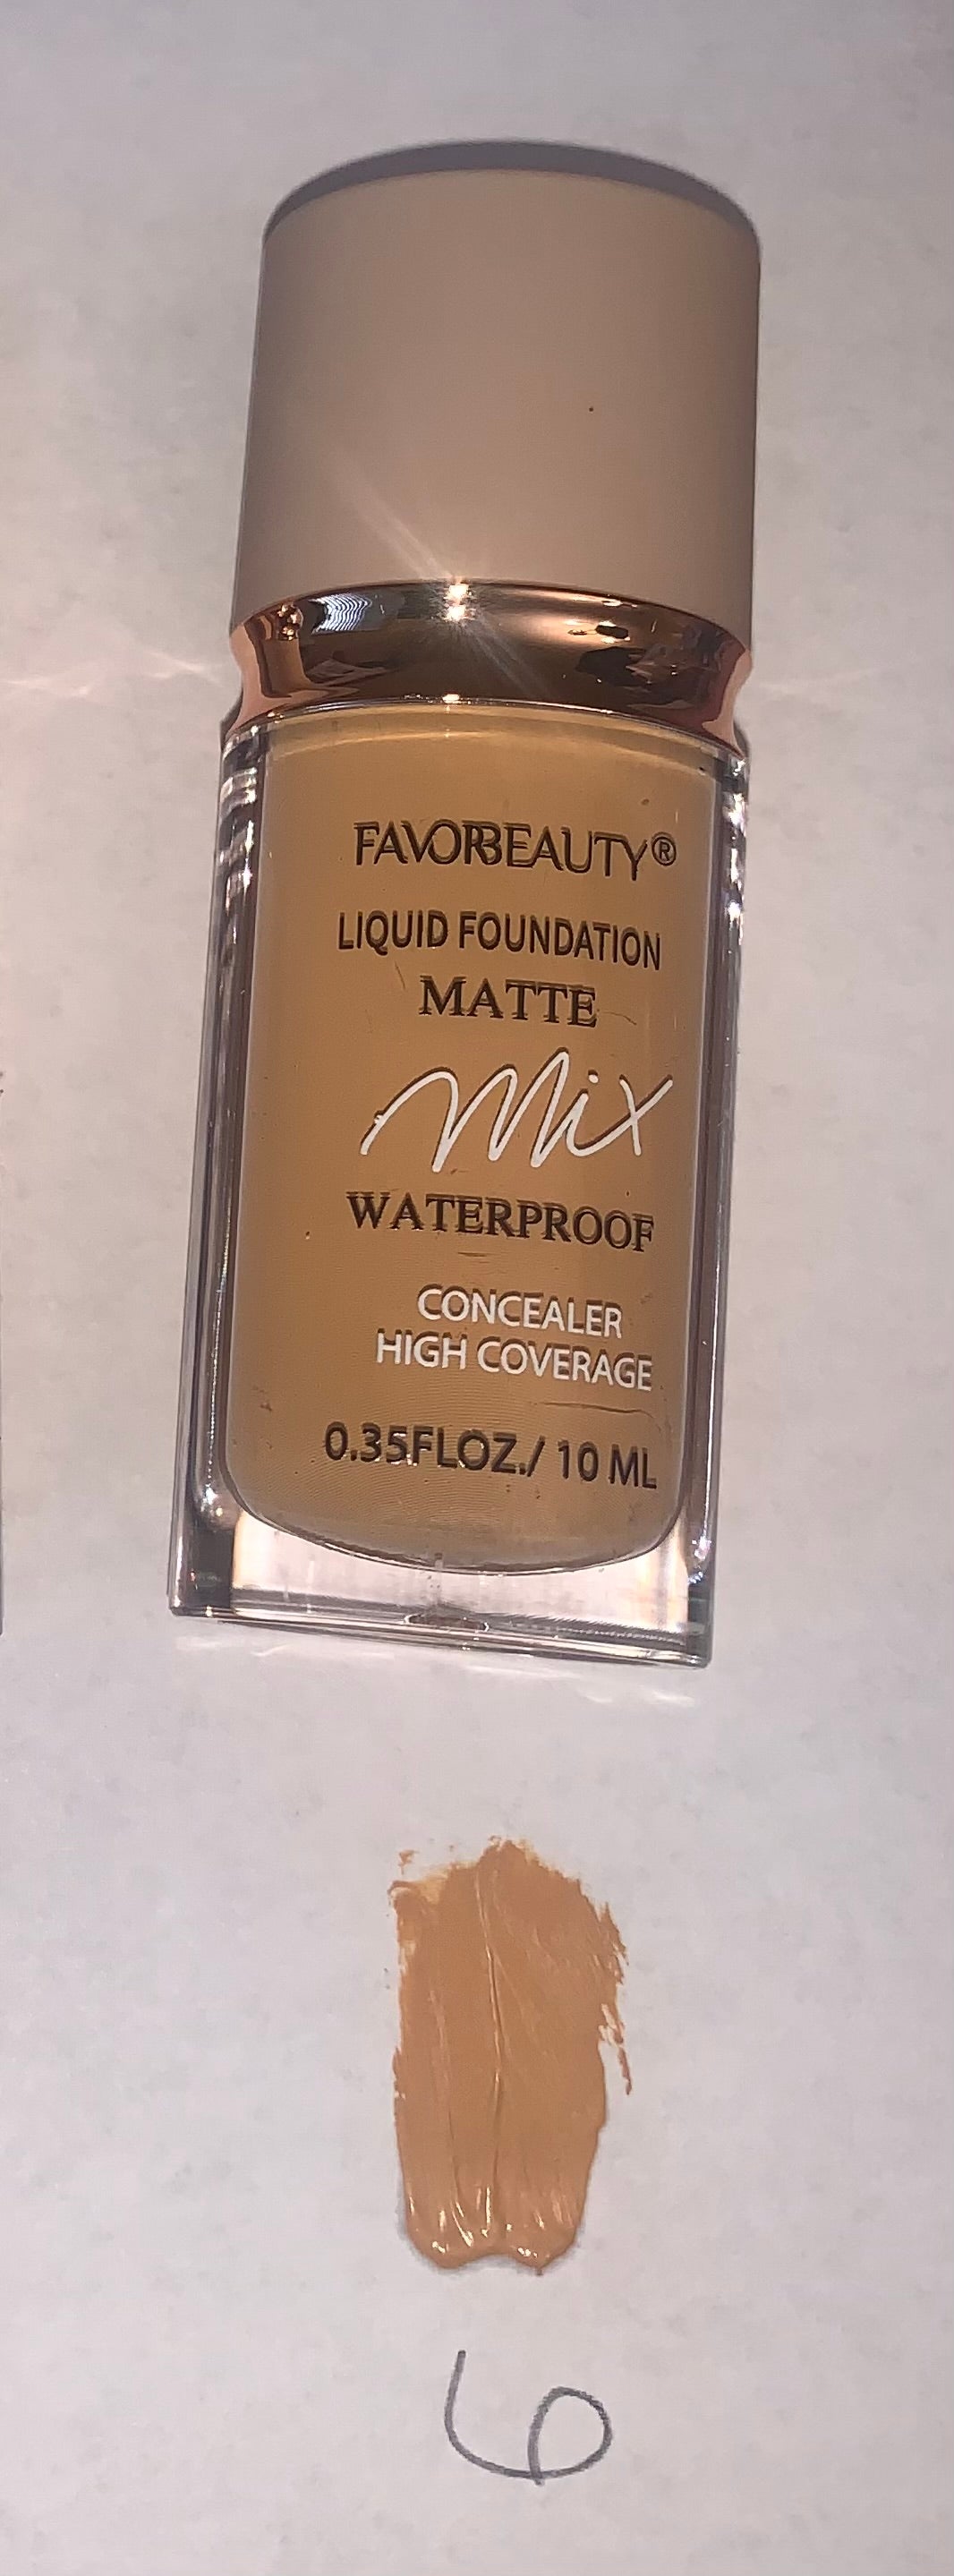 FAVORBEAUTY®
LIQUID FOUNDATION
MATTE
Mix
WATERPROOF
CONCEALER
HIGH COVERAGE
0.35FLOZ./ 10 ML
6